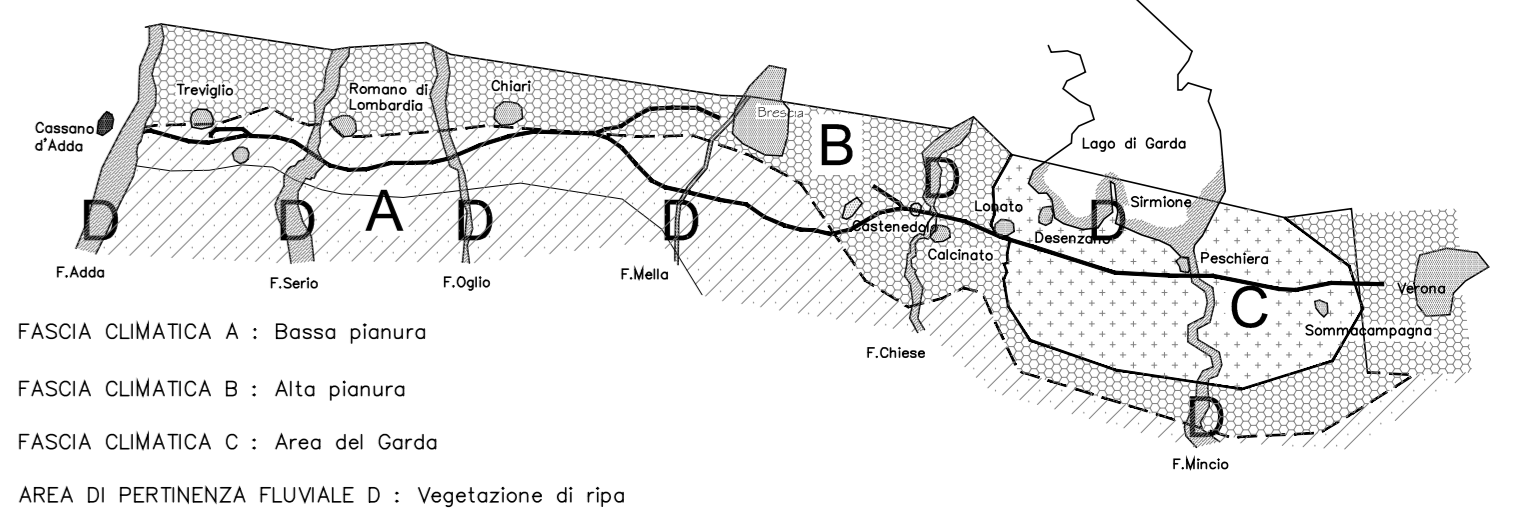 Treviglio
Romano di
Lombardia
Chiari
Cassano
d'Adda
Brescia
B
D
Lago di Garda
Lonato
Sirmione
D
D
A
D
D
D
D
Castenedolo
Desenzano
Calcinato
Peschiera
F.Adda
F.Serio
F.Oglio
F.Mella
Verona
C
Sommacampagna
F.Chiese
D
F.Mincio
FASCIA CLIMATICA A : Bassa pianura
FASCIA CLIMATICA B : Alta pianura
FASCIA CLIMATICA C : Area del Garda
AREA DI PERTINENZA FLUVIALE D : Vegetazione di ripa